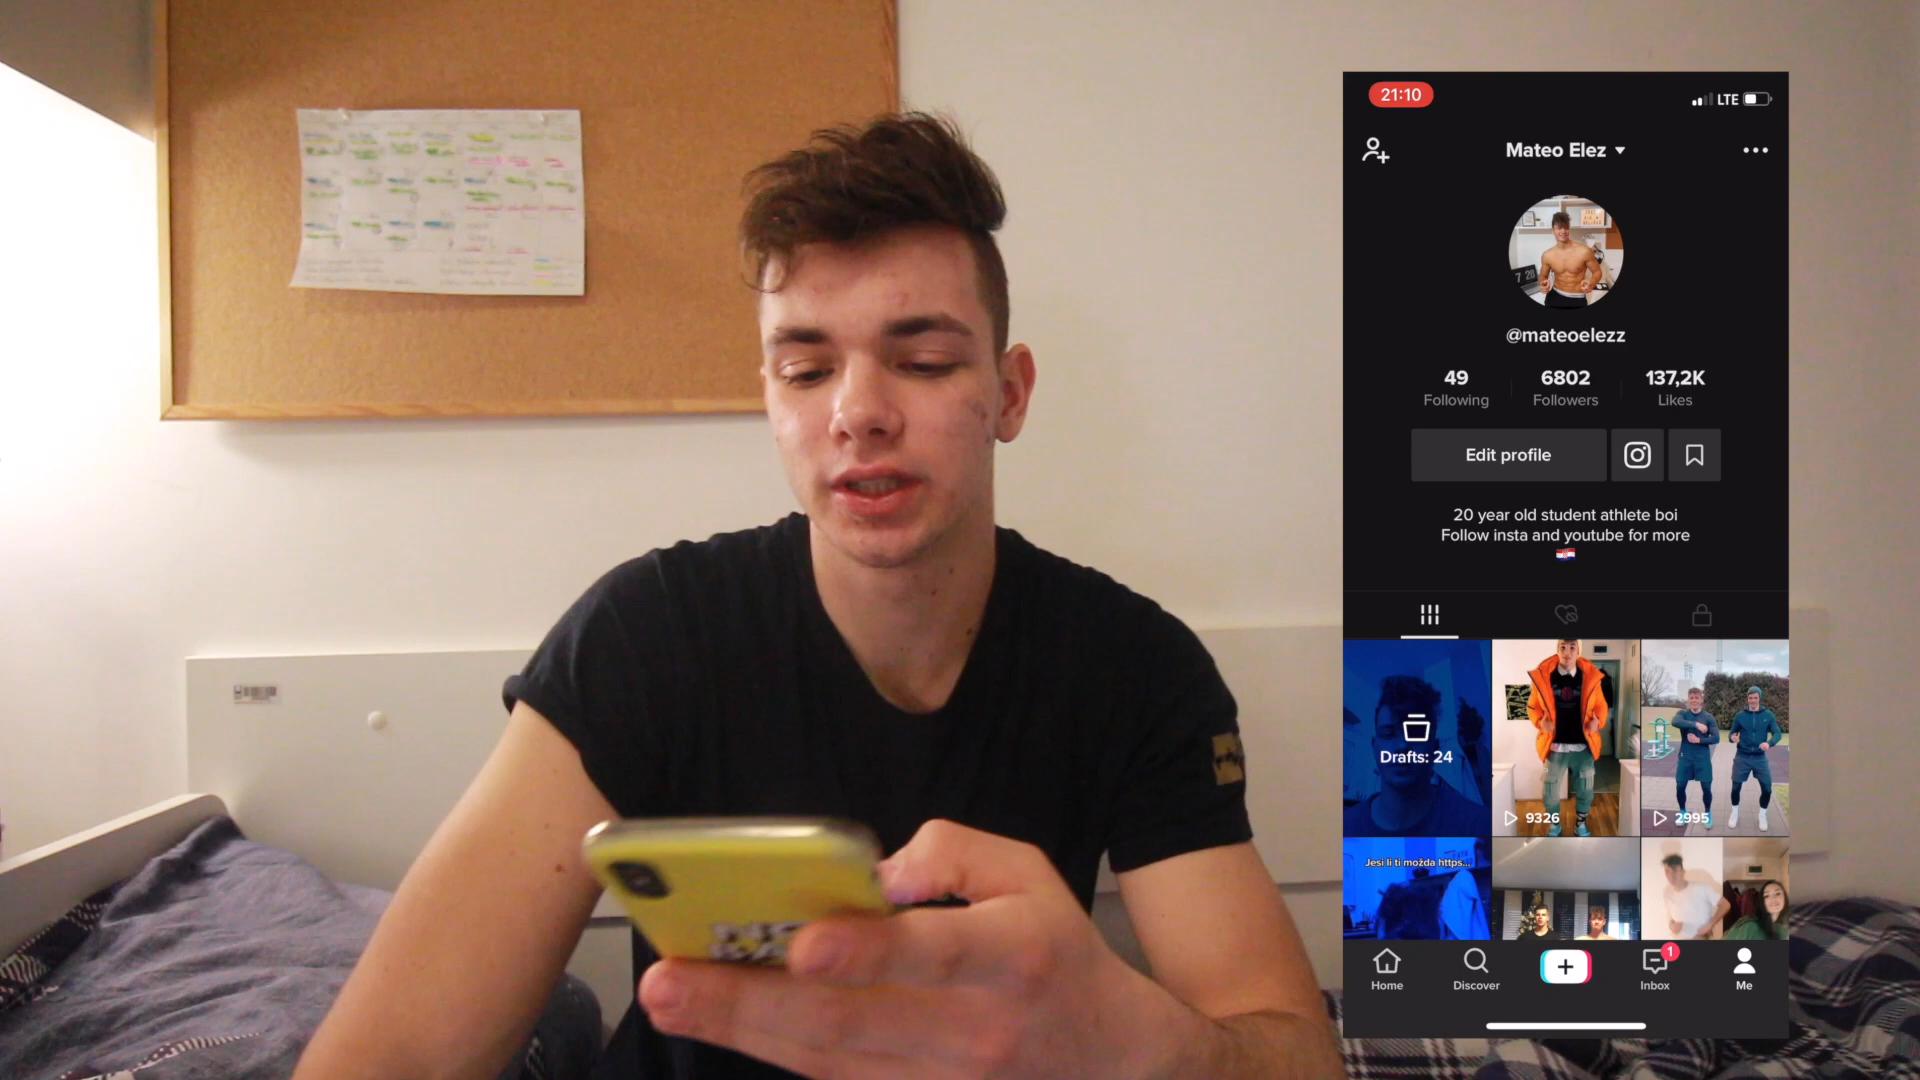 21:10
LTE
Mateo Elez
7 28
@mateoelezz
49
Following
6802
Followers
137,2K
Likes
Edit profile
20 year old student athlete boi
Follow insta and youtube for more
Drafts: 24
9326
2995
Jesi li ti možda https...
1
Home
Discover
Inbox
Me